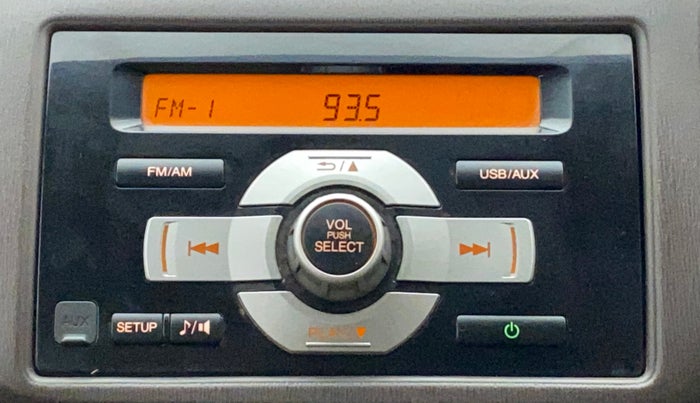 FM-1 93.5
FM/AM
USB/AUX
VOL
PUSH
SELECT
AUX
SETUP